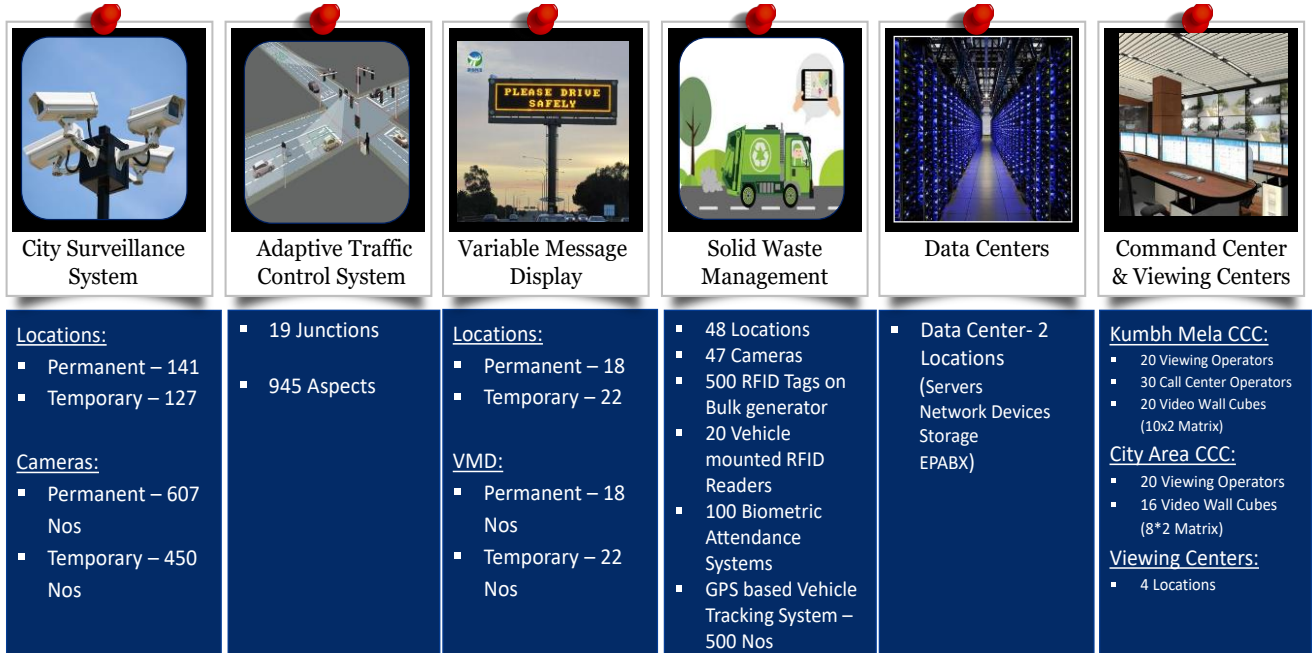 PLEASE DRIVE
SAFELY
City Surveillance
System
Locations:
▪ Permanent – 141
▪ Temporary – 127
Cameras:
▪ Permanent – 607
Nos
▪ Temporary – 450
Nos
Adaptive Traffic
Control System
▪ 19 Junctions
▪ 945 Aspects
Variable Message
Display
Locations:
▪ Permanent – 18
▪ Temporary – 22
VMD:
▪ Permanent – 18
Nos
▪ Temporary – 22
Nos
Solid Waste
Management
▪ 48 Locations
▪ 47 Cameras
▪ 500 RFID Tags on
Bulk generator
▪ 20 Vehicle
mounted RFID
Readers
▪ 100 Biometric
Attendance
Systems
▪ GPS based Vehicle
Tracking System –
500 Nos
Data Centers
▪ Data Center- 2
Locations
(Servers
Network Devices
Storage
EPABX)
Command Center
& Viewing Centers
Kumbh Mela CCC:
▪ 20 Viewing Operators
▪ 30 Call Center Operators
▪ 20 Video Wall Cubes
(10x2 Matrix)
City Area CCC:
▪ 20 Viewing Operators
▪ 16 Video Wall Cubes
(8*2 Matrix)
Viewing Centers:
▪ 4 Locations